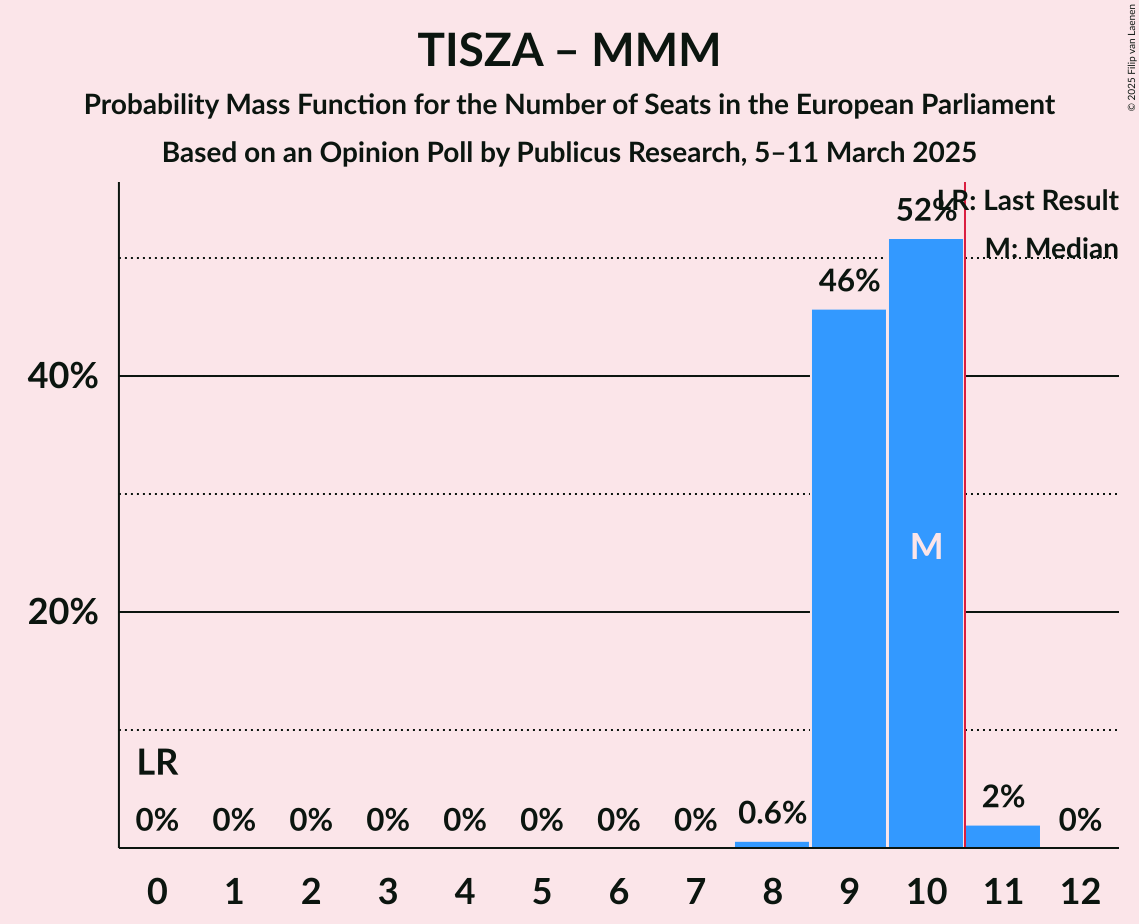 TISZA – MMM
Probability Mass Function for the Number of Seats in the European Parliament
Based on an Opinion Poll by Publicus Research, 5–11 March 2025
© 2025 Filip van Laenen
LR: Last Result
M: Median
52%
46%
40%
M
20%
LR
0% 0% 0% 0% 0% 0% 0% 0% 0.6% 2% 0%
0 1 2 3 4 5 6 7 8 9 10 11 12